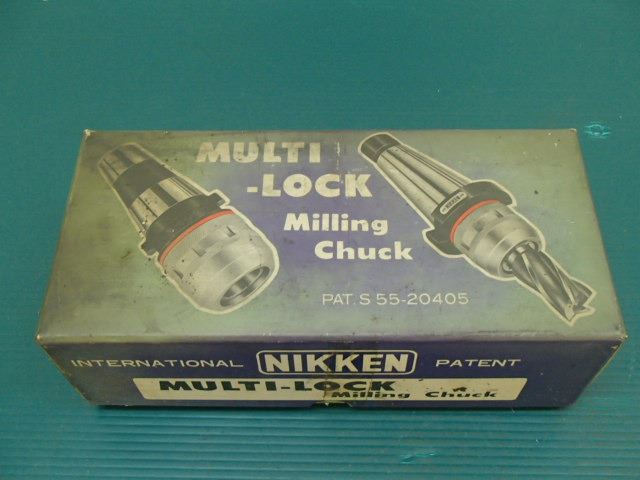 MULTI
-LOCK
Milling
Chuck
PAT. S 55-20405
INTERNATIONAL NIKKEN PATENT
MULTI-LOCK
Milling Chuck